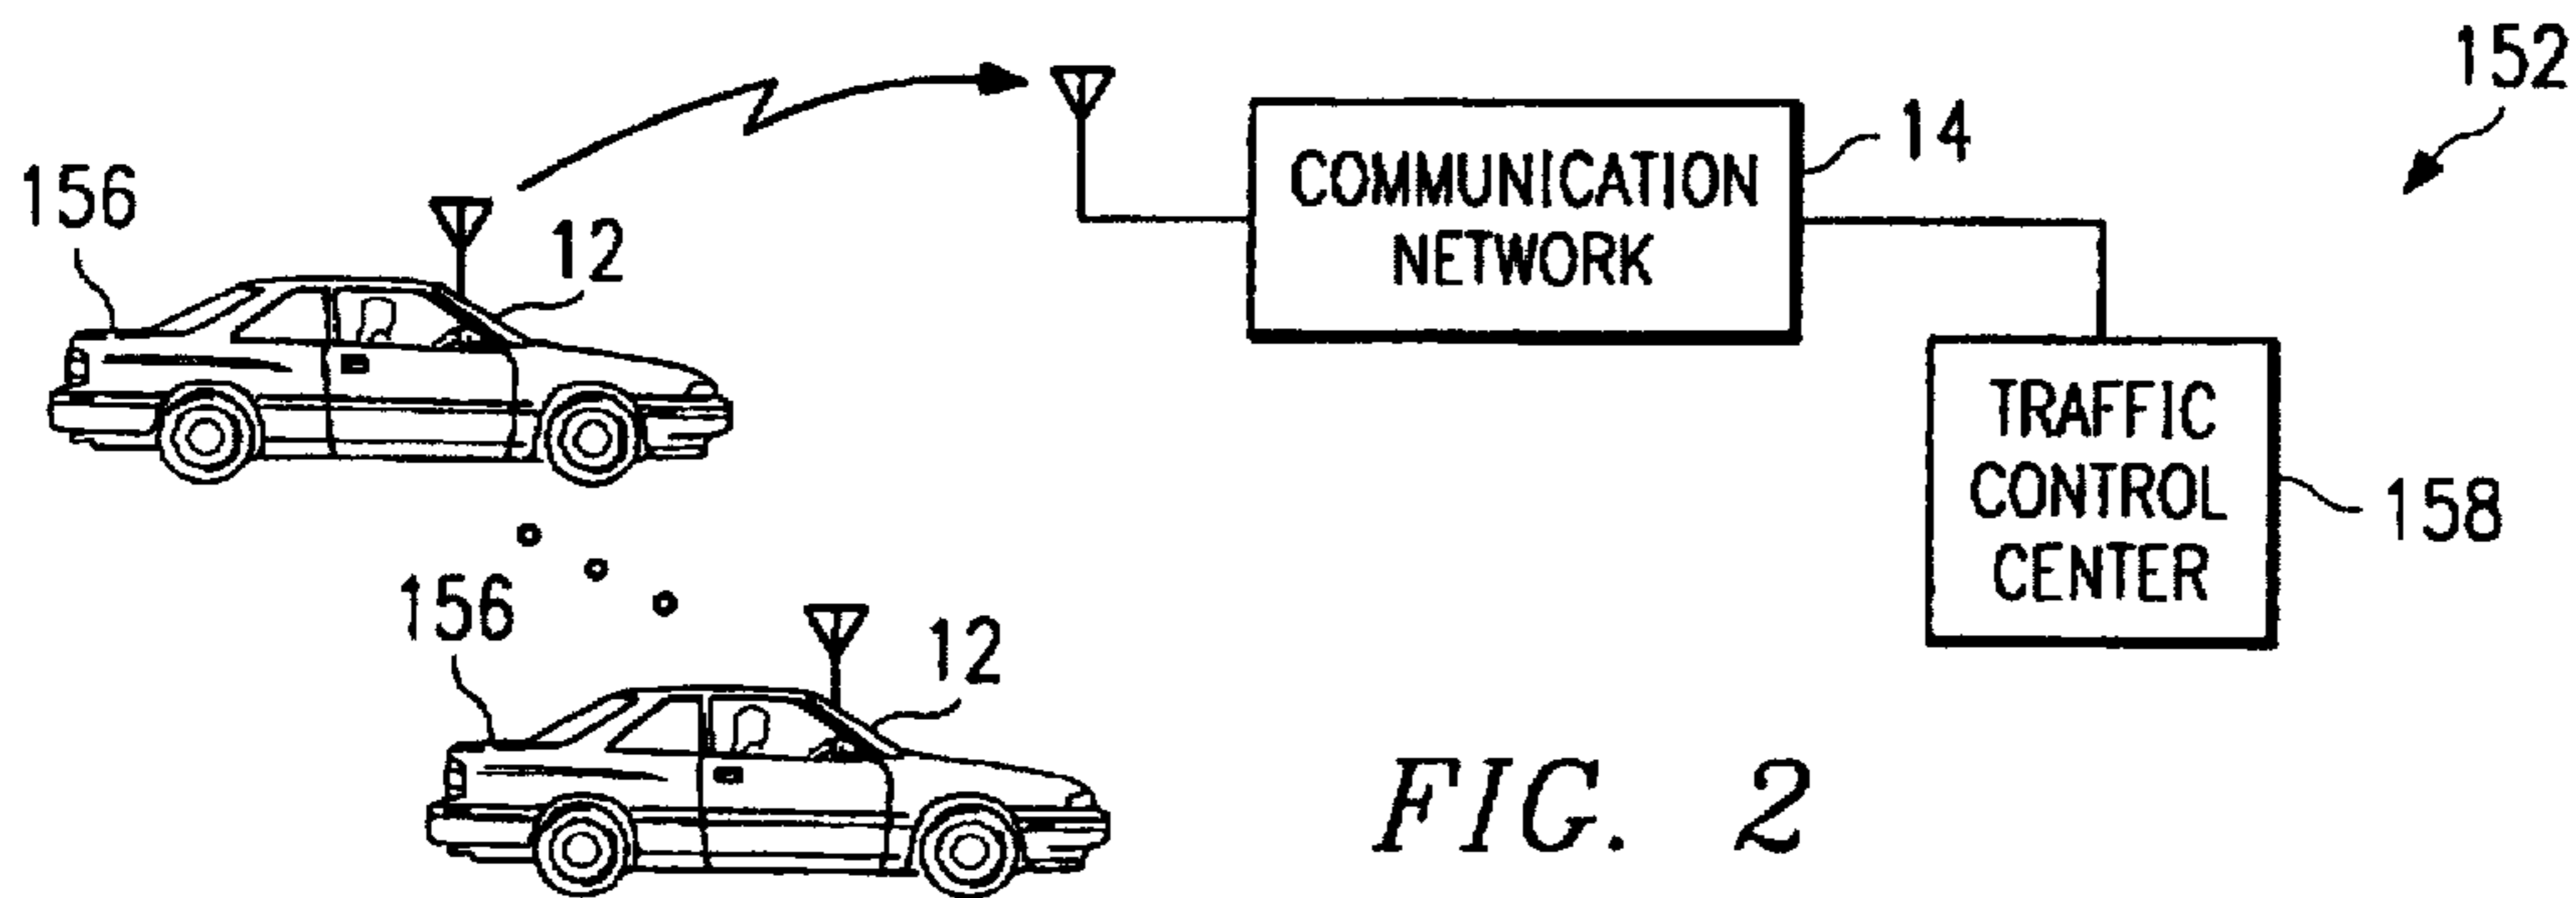 152
14
COMMUNICATION
NETWORK
156
12
TRAFFIC
CONTROL
CENTER
158
156
12
FIG. 2